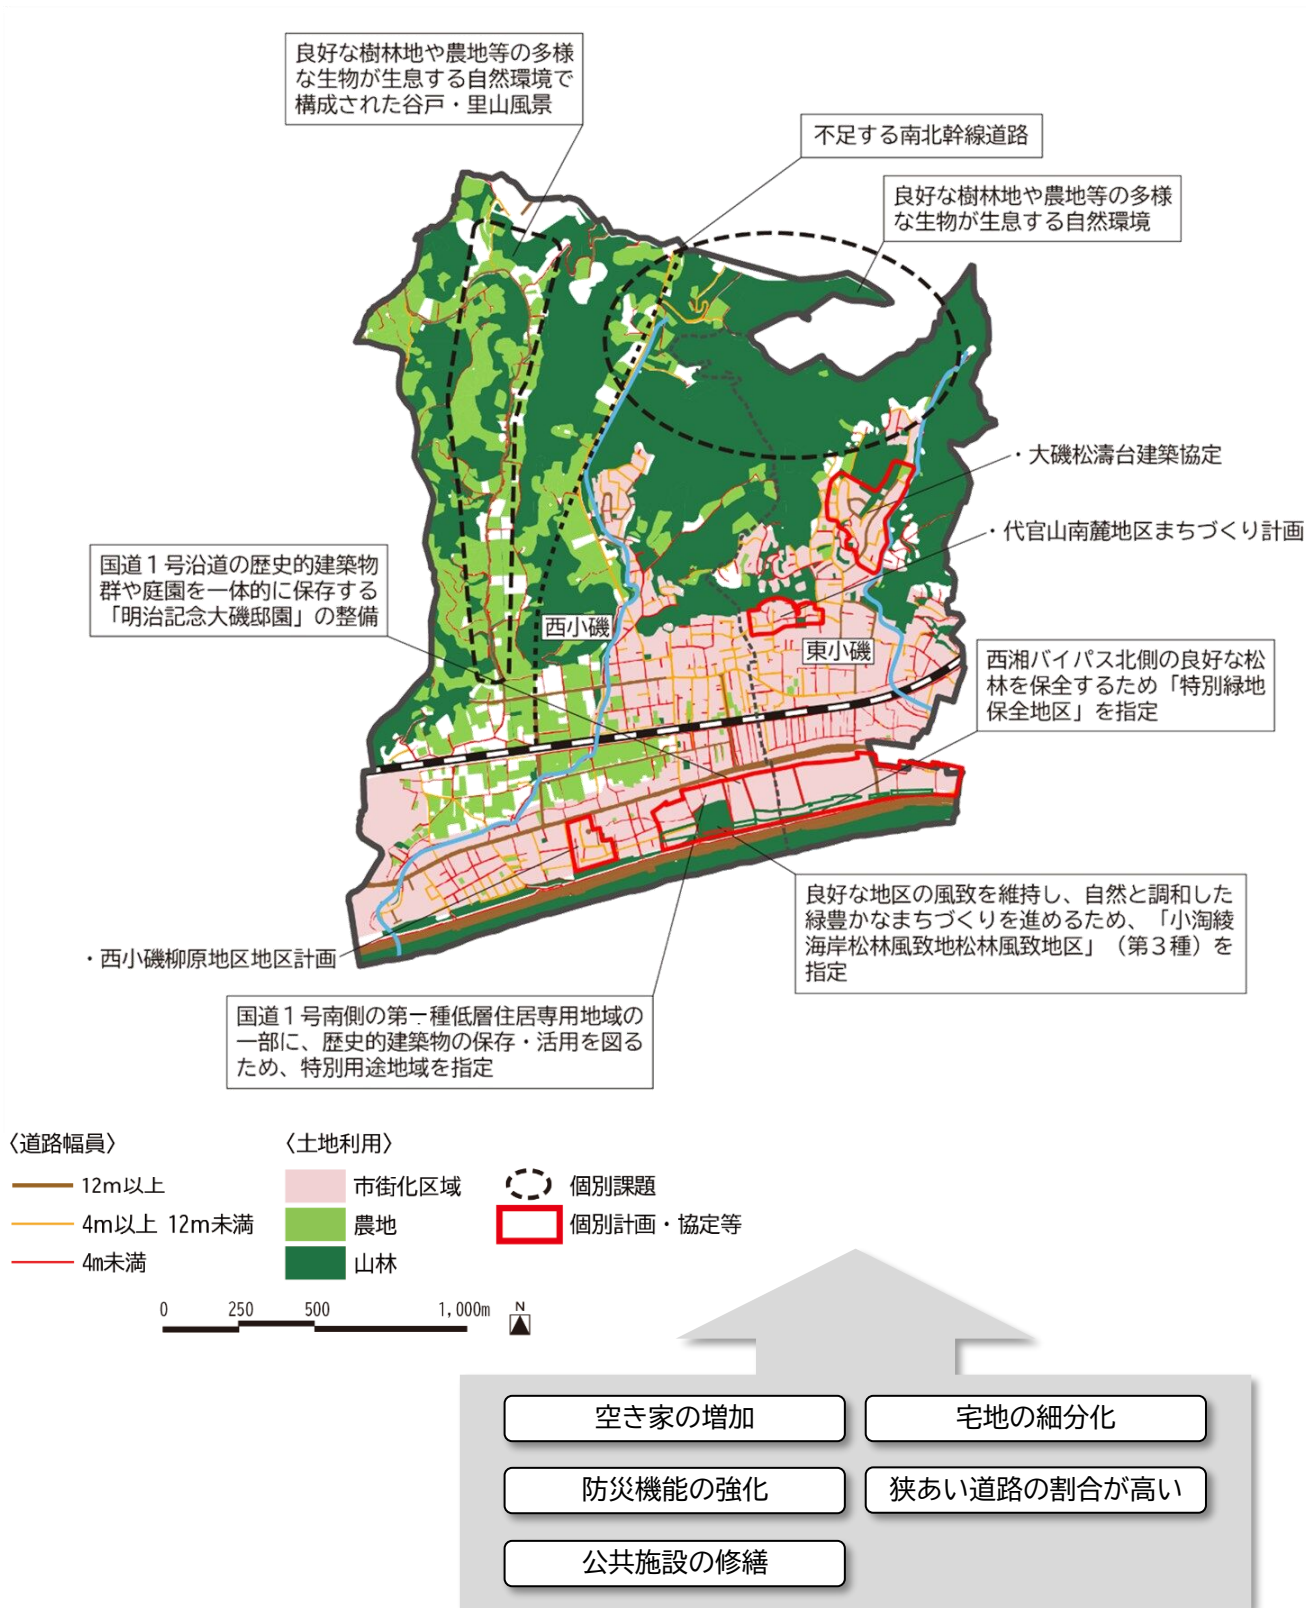 良好な樹林地や農地等の多様
な生物が生息する自然環境で
構成された谷戸・里山風景
不足する南北幹線道路
良好な樹林地や農地等の多様
な生物が生息する自然環境
・大磯松濤台建築協定
・代官山南麓地区まちづくり計画
国道１号沿道の歴史的建築物
群や庭園を一体的に保存する
「明治記念大磯邸園」の整備
西小磯
東小磯
西湘バイパス北側の良好な松
林を保全するため「特別緑地
保全地区」を指定
良好な地区の風致を維持し、自然と調和した
緑豊かなまちづくりを進めるため、「小淘綾
海岸松林風致地松林風致地区」（第３種）を
指定
・西小磯柳原地区地区計画
国道１号南側の第一種低層住居専用地域の
一部に、歴史的建築物の保存・活用を図る
ため、特別用途地域を指定
〈道路幅員〉
12m以上
4m以上 12m未満
4m未満
〈土地利用〉
市街化区域
農地
山林
個別課題
個別計画・協定等
0 250 500 1,000m
N
空き家の増加
宅地の細分化
防災機能の強化
狭あい道路の割合が高い
公共施設の修繕